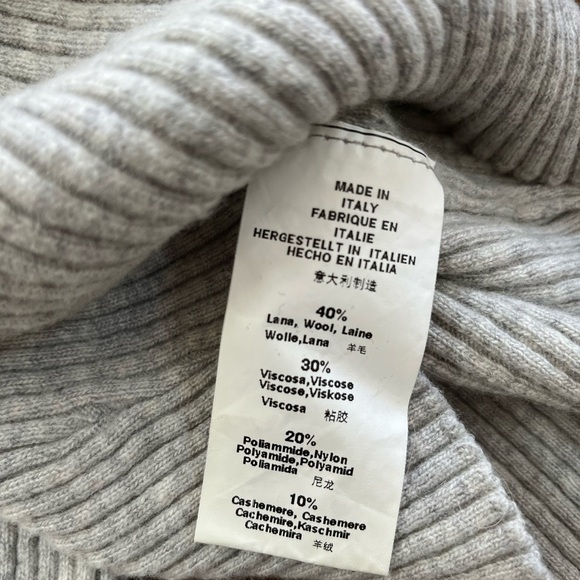 MADE IN
ITALY
FABRIQUE EN
ITALIE
HERGESTELLT IN ITALIEN
HECHO EN ITALIA
意大利制造
40%
Lana, Wool, Laine
Wolle,Lana 羊毛
30%
Viscosa,Viscose
Viscose,Viskose
Viscosa 粘胶
20%
Poliammide,Nylon
Polyamide,Polyamid
Poliamida 尼龙
10%
Cashemere, Cashemere
Cachemire,Kaschmir
Cachemira 羊绒